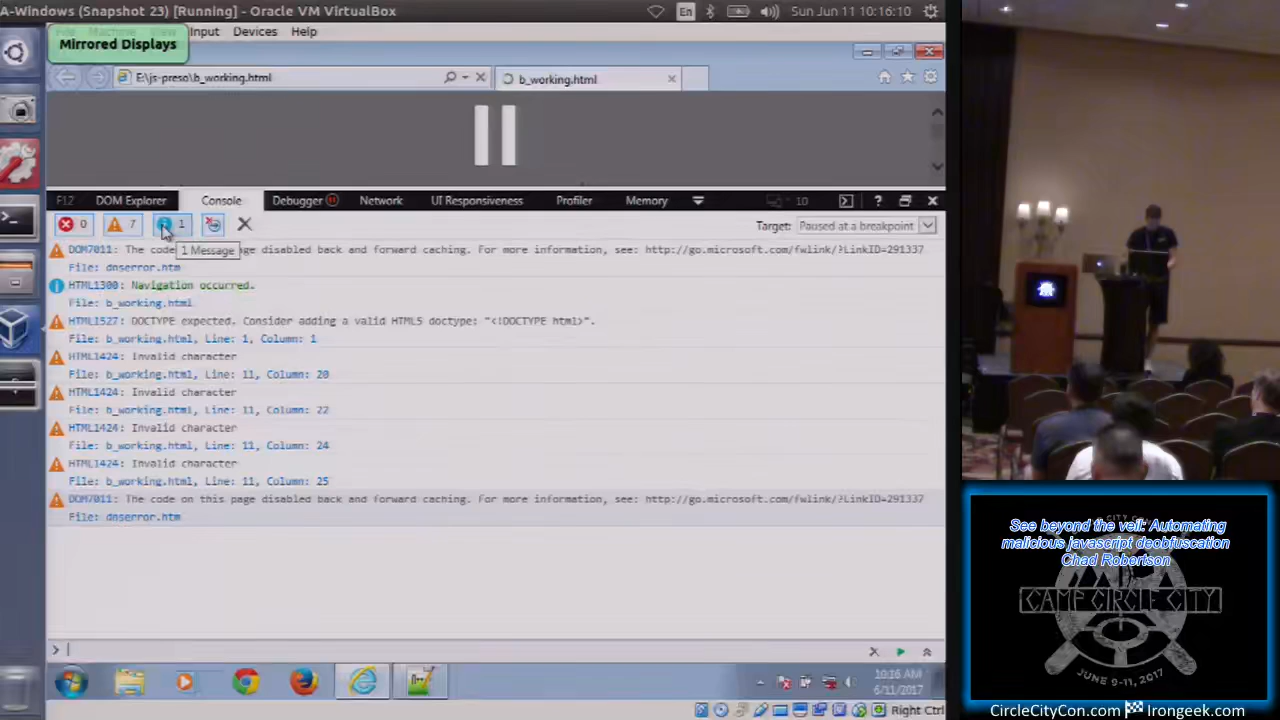 A-Windows (Snapshot 23) [Running] - Oracle VM VirtualBox
En
Sun Jun 11 10:16:10
Mirrored Displays
Input Devices Help
E:\js-preso\b_working.html
b_working.html
F12 DOM Explorer Console Debugger Network UI Responsiveness Profiler Memory 10 ?
0 7 1
Target: Paused at a breakpoint
DOM7011: The code ge disabled back and forward caching. For more information, see: http://go.microsoft.com/fwlink/?LinkID=291337
1 Message
File: dnserror.htm
HTML1300: Navigation occurred.
File: b_working.html
HTML1527: DOCTYPE expected. Consider adding a valid HTML5 doctype: "<!DOCTYPE html>".
File: b_working.html, Line: 1, Column: 1
HTML1424: Invalid character
File: b_working.html, Line: 11, Column: 20
HTML1424: Invalid character
File: b_working.html, Line: 11, Column: 22
HTML1424: Invalid character
File: b_working.html, Line: 11, Column: 24
HTML1424: Invalid character
File: b_working.html, Line: 11, Column: 25
DOM7011: The code on this page disabled back and forward caching. For more information, see: http://go.microsoft.com/fwlink/?LinkID=291337
File: dnserror.htm
10:16 AM
6/11/2017
Right Ctrl
See beyond the veil: Automating
malicious javascript deobfuscation
Chad Robertson
CAMP CIRCLE CITY
JUNE 9-11, 2017
CircleCityCon.com Irongeek.com